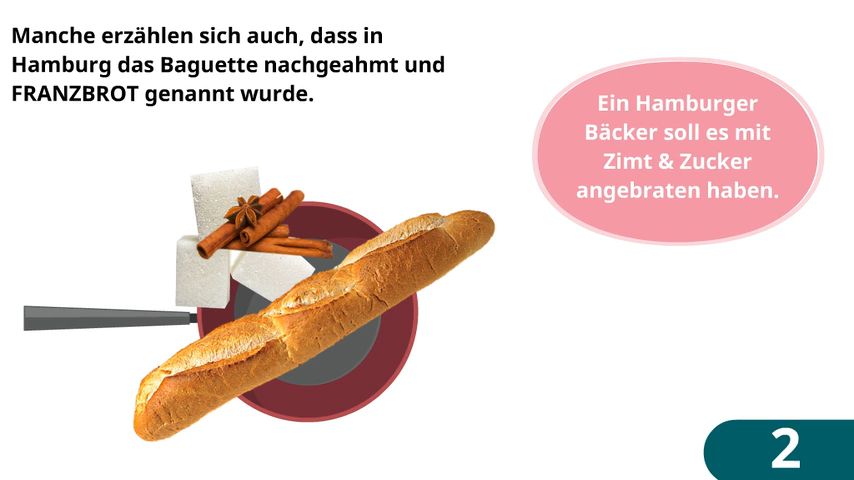 Manche erzählen sich auch, dass in
Hamburg das Baguette nachgeahmt und
FRANZBROT genannt wurde.
Ein Hamburger
Bäcker soll es mit
Zimt & Zucker
angebraten haben.
2